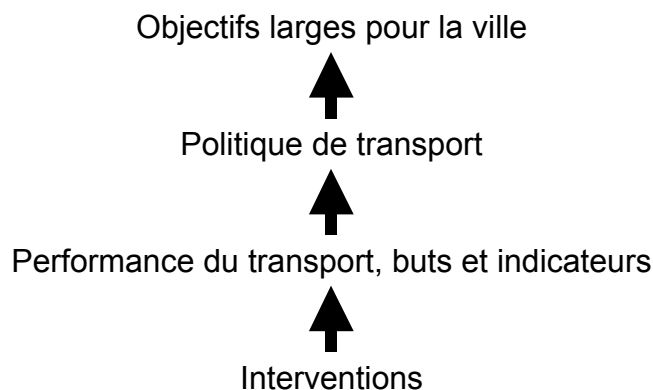 Objectifs larges pour la ville
Politique de transport
Performance du transport, buts et indicateurs
Interventions